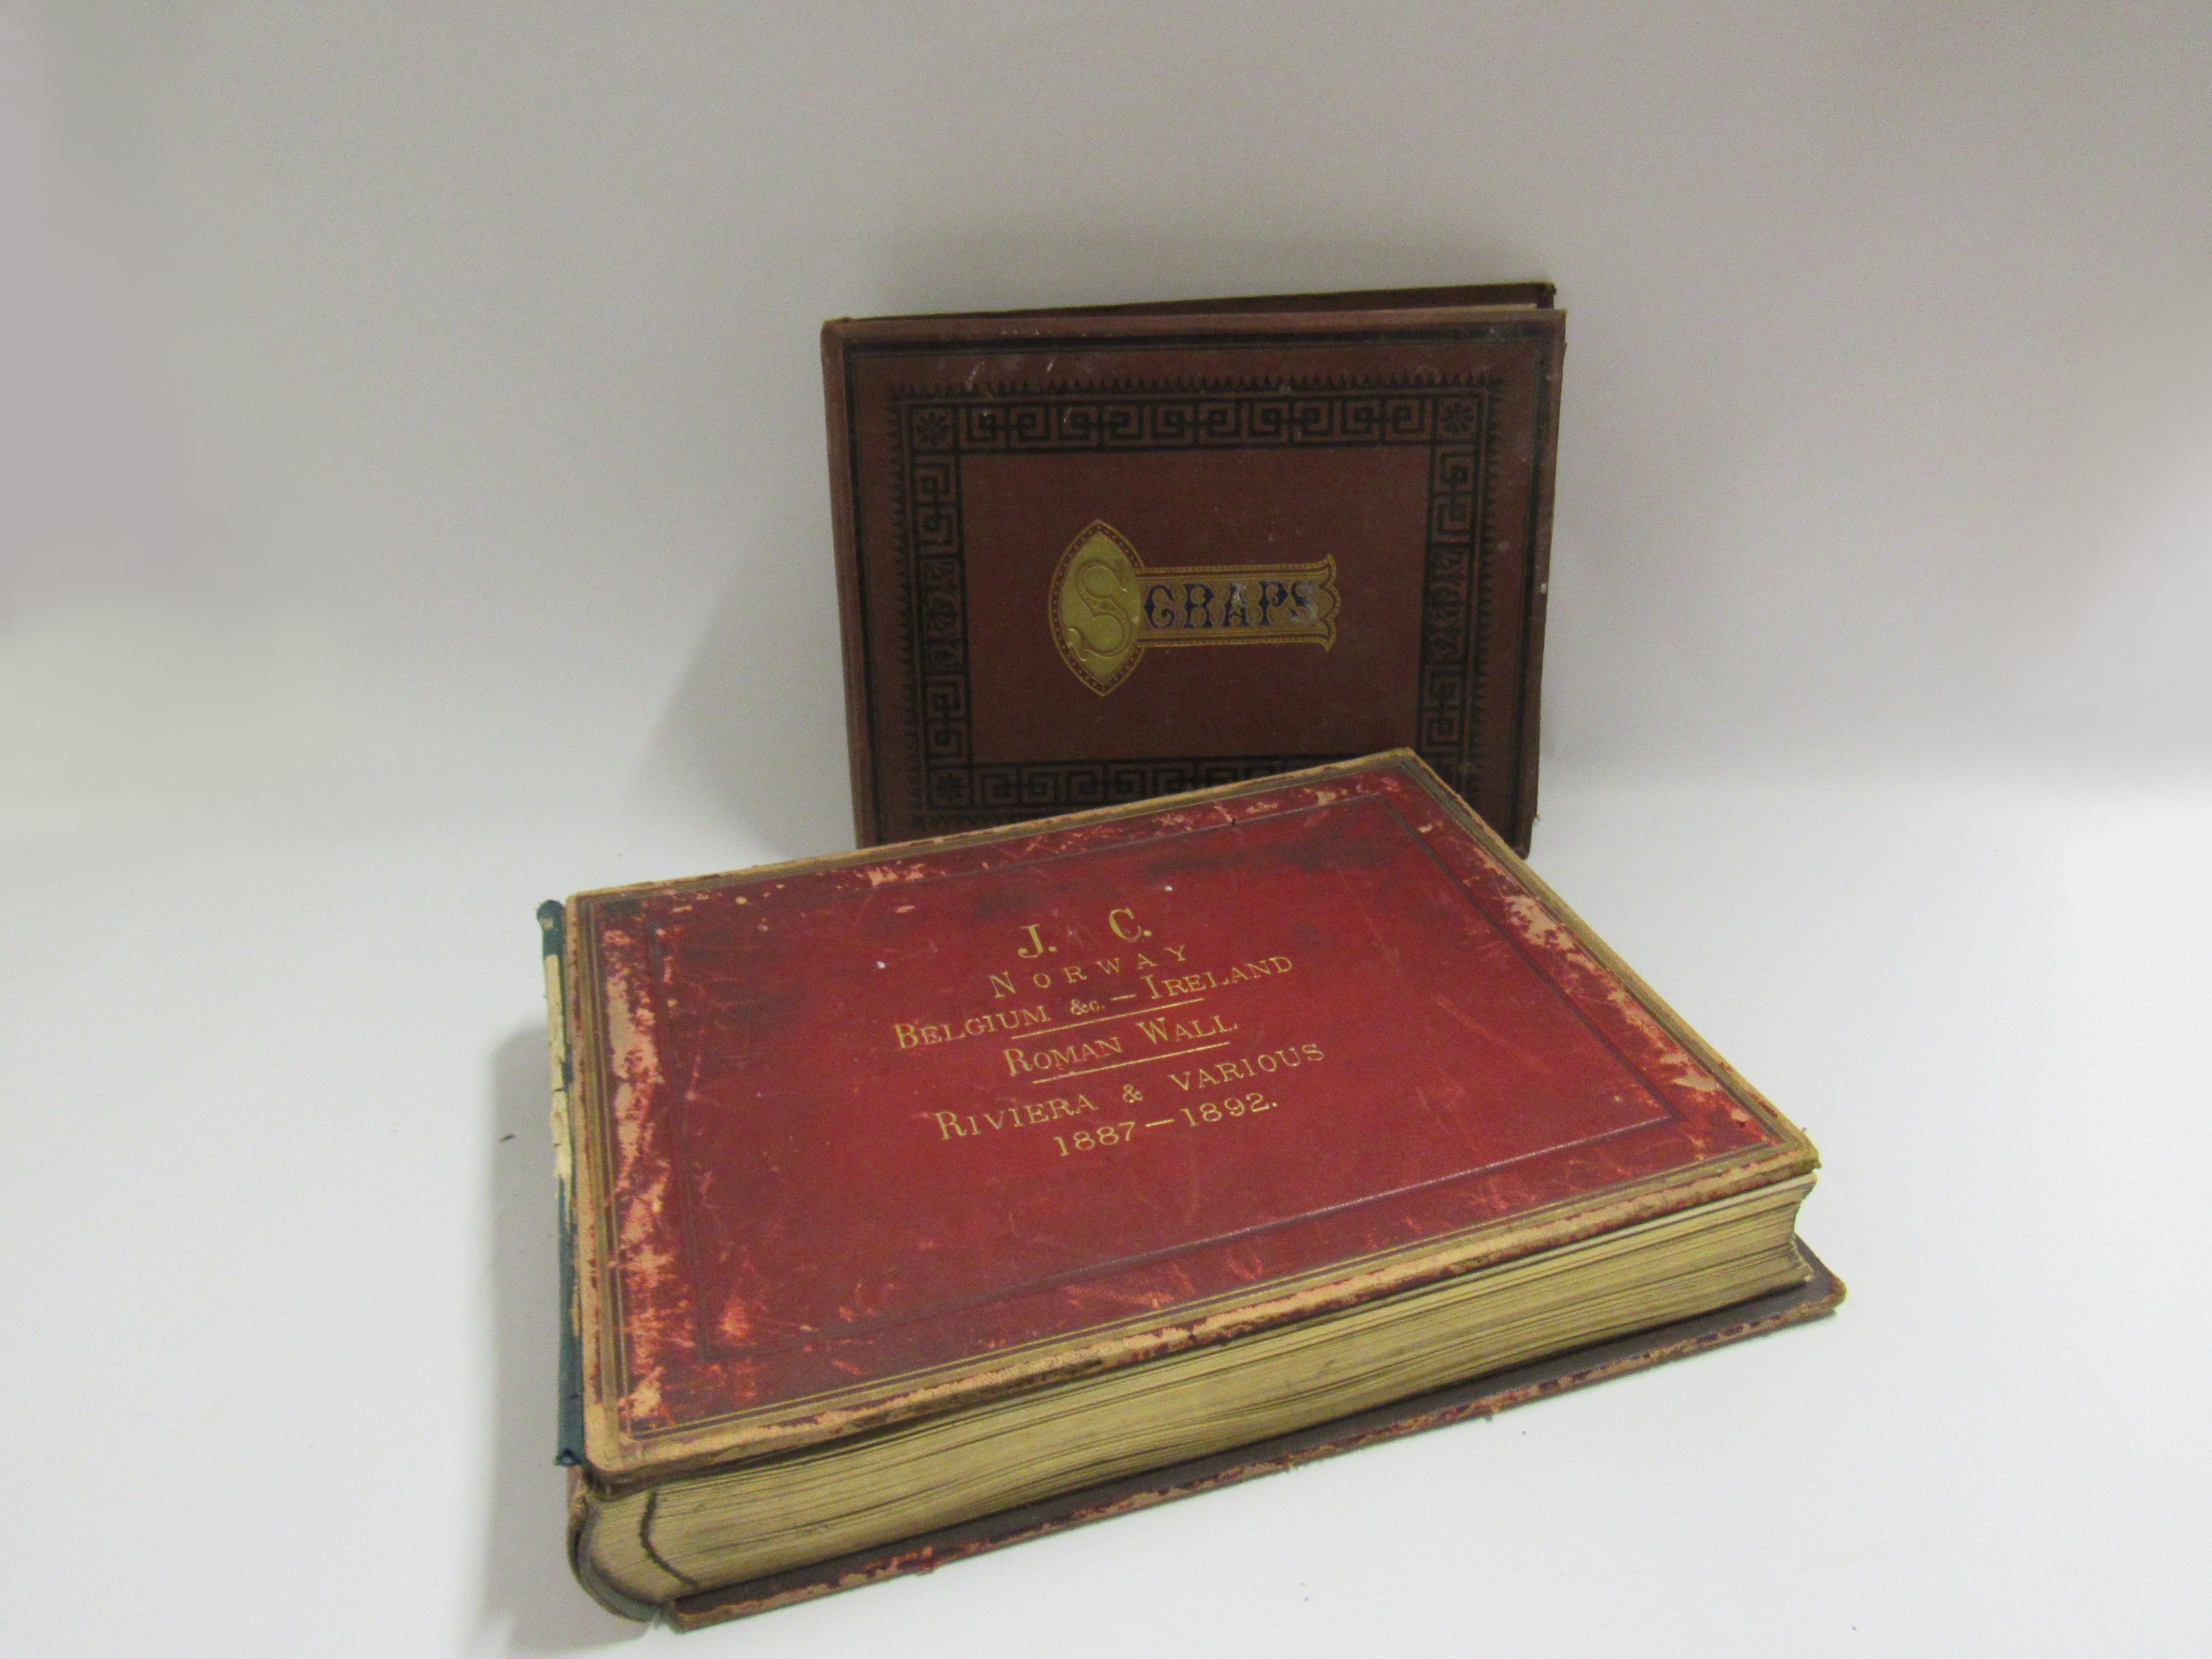 SCRAPS
J. C.
NORWAY
BELGIUM &c. — IRELAND
ROMAN WALL
RIVIERA & VARIOUS
1887 — 1892.